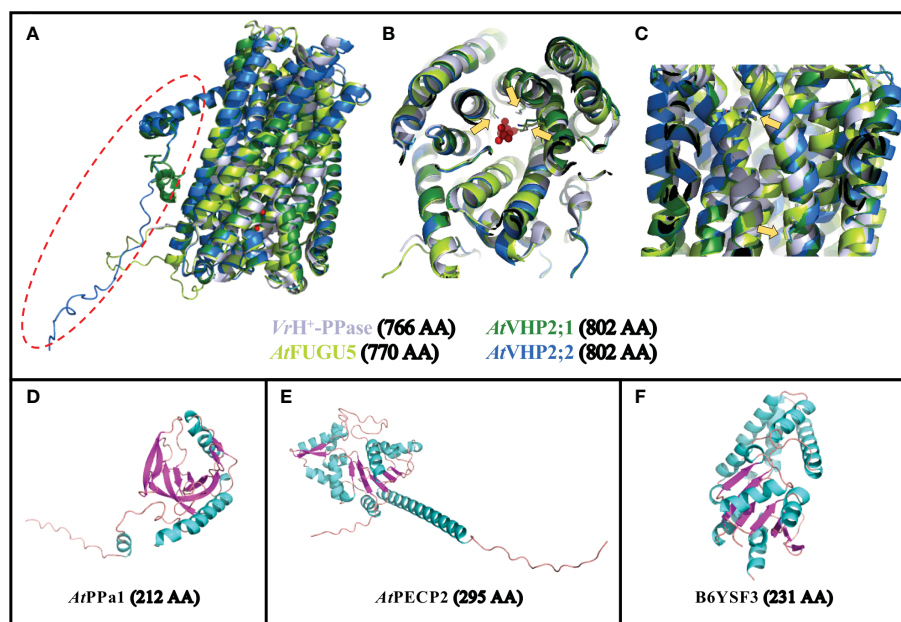 A
B
C
VrH⁺-PPase (766 AA) AtVHP2;1 (802 AA)
AtFUGU5 (770 AA) AtVHP2;2 (802 AA)
D
E
F
AtPPa1 (212 AA)
AtPECP2 (295 AA)
B6YSF3 (231 AA)